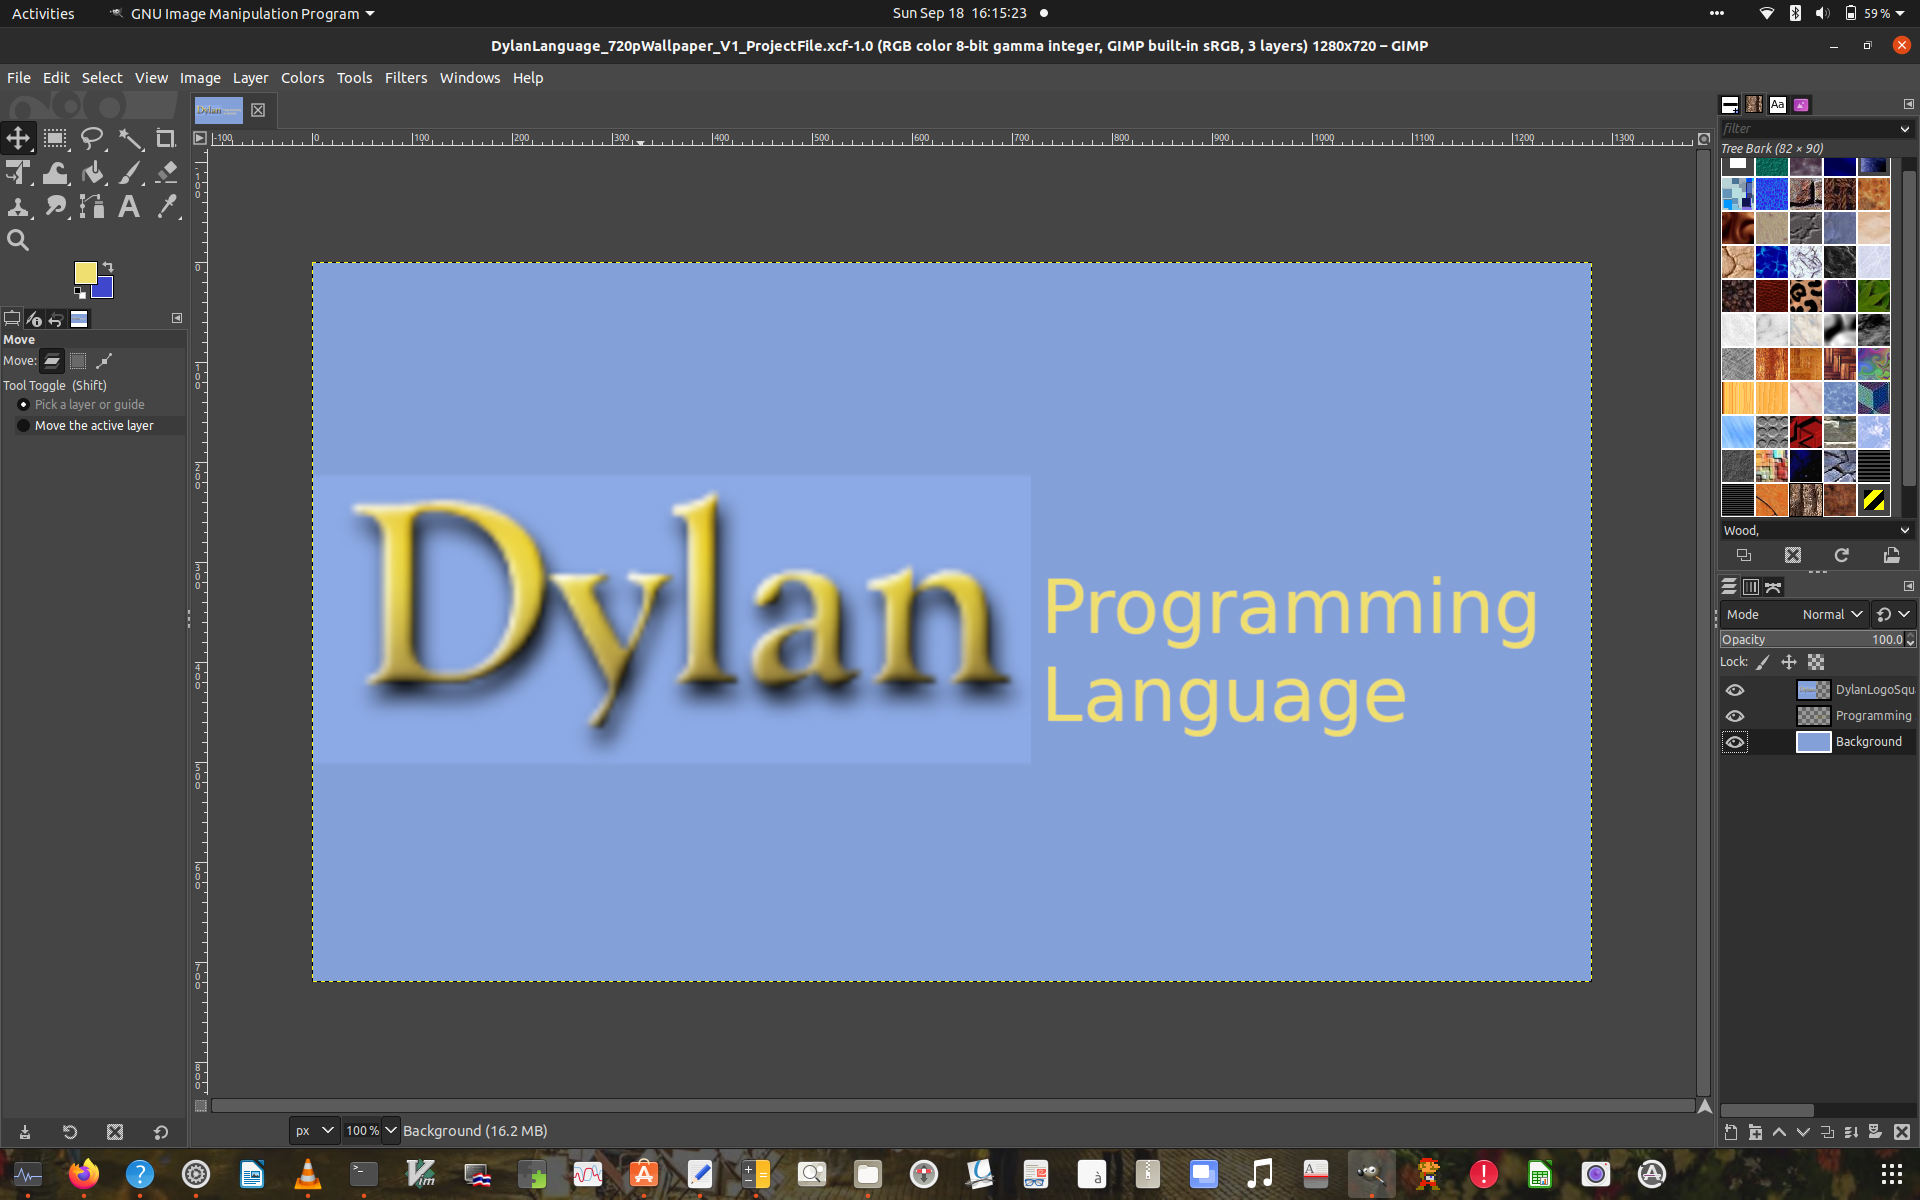 Activities
GNU Image Manipulation Program
Sun Sep 18 16:15:23
59 %
DylanLanguage_720pWallpaper_V1_ProjectFile.xcf-1.0 (RGB color 8-bit gamma integer, GIMP built-in sRGB, 3 layers) 1280x720 – GIMP
File Edit Select View Image Layer Colors Tools Filters Windows Help
-100 0 100 200 300 400 500 600 700 800 900 1000 1100 1200 1300
filter
Tree Bark (82 × 90)
Move
Move:
Tool Toggle (Shift)
Pick a layer or guide
Move the active layer
Dylan
Programming
Language
Wood,
Mode Normal
Opacity 100.0
Lock:
DylanLogoSqu
Programming
Background
px 100 % Background (16.2 MB)